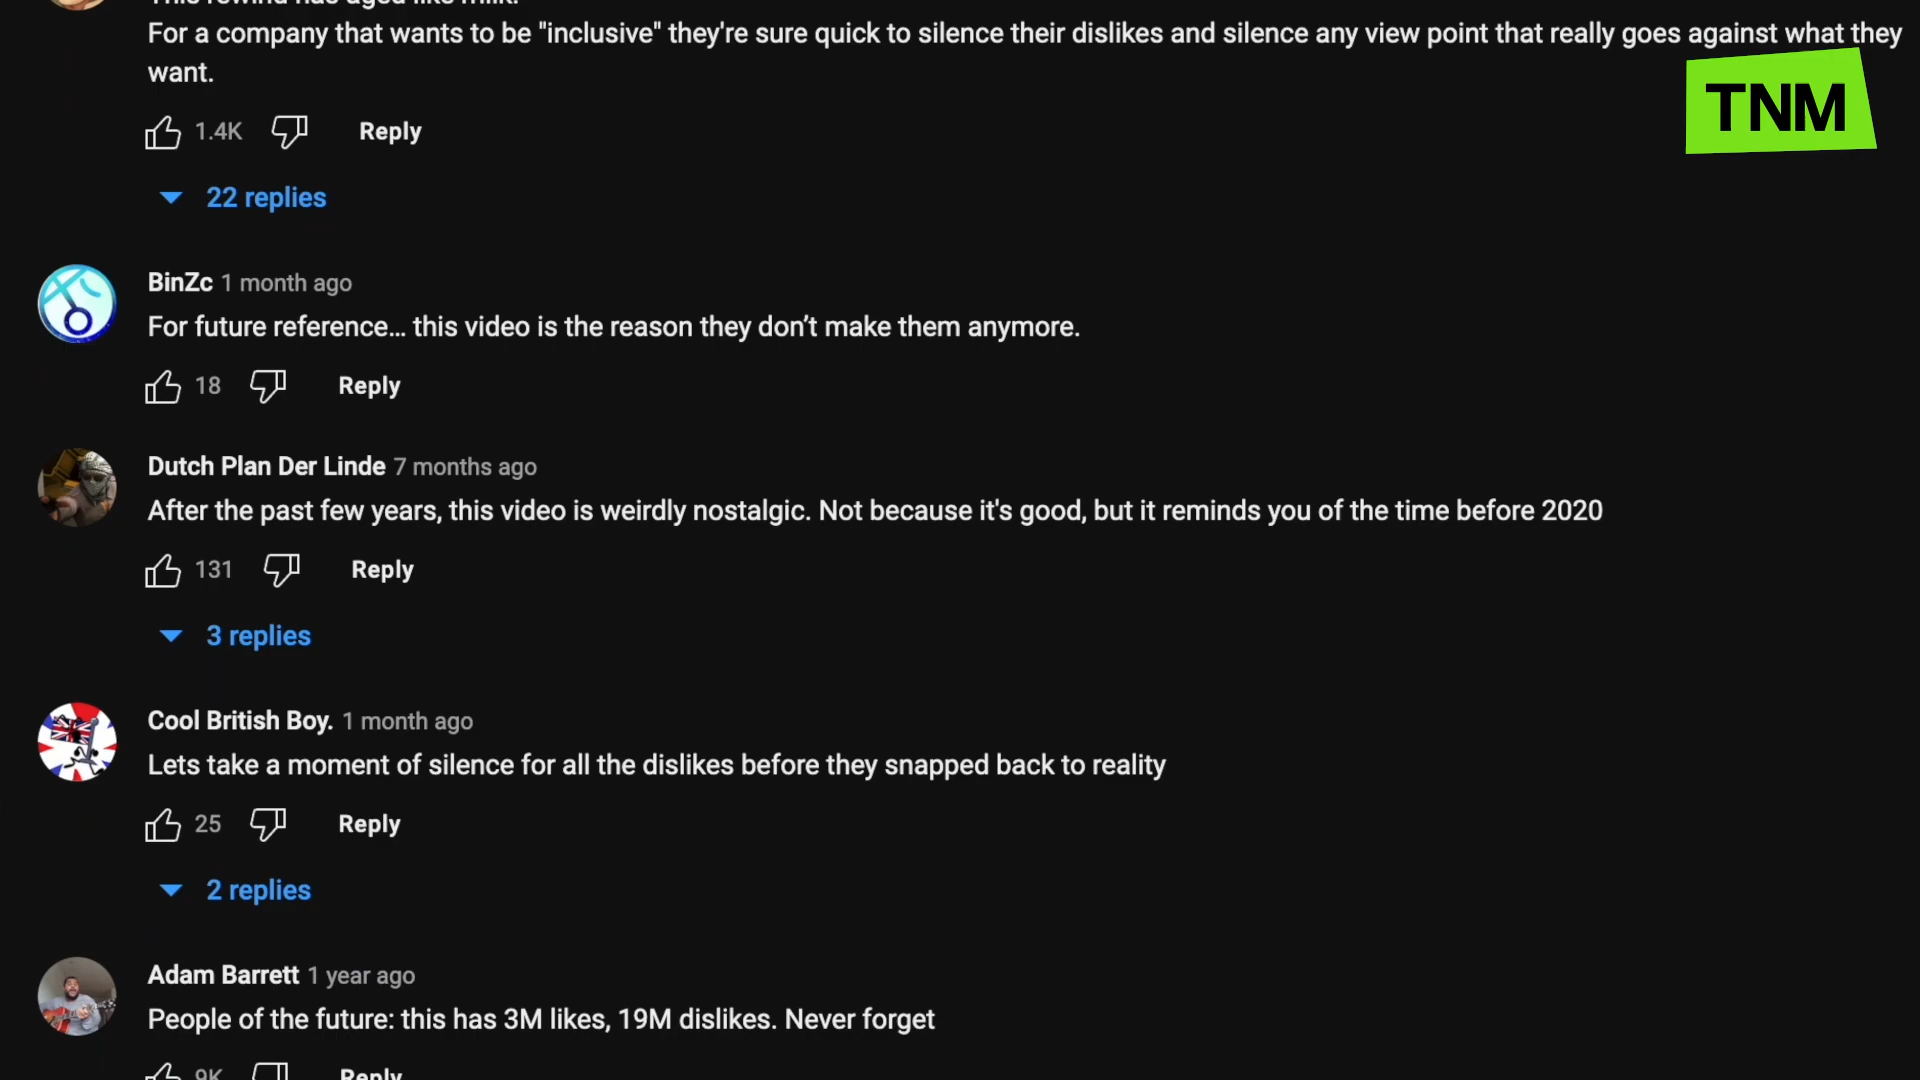 This rewind has aged like milk.
For a company that wants to be "inclusive" they're sure quick to silence their dislikes and silence any view point that really goes against what they
want.
TNM
1.4K Reply
22 replies
BinZc 1 month ago
For future reference... this video is the reason they don’t make them anymore.
18 Reply
Dutch Plan Der Linde 7 months ago
After the past few years, this video is weirdly nostalgic. Not because it's good, but it reminds you of the time before 2020
131 Reply
3 replies
Cool British Boy. 1 month ago
Lets take a moment of silence for all the dislikes before they snapped back to reality
25 Reply
2 replies
Adam Barrett 1 year ago
People of the future: this has 3M likes, 19M dislikes. Never forget
9K Reply